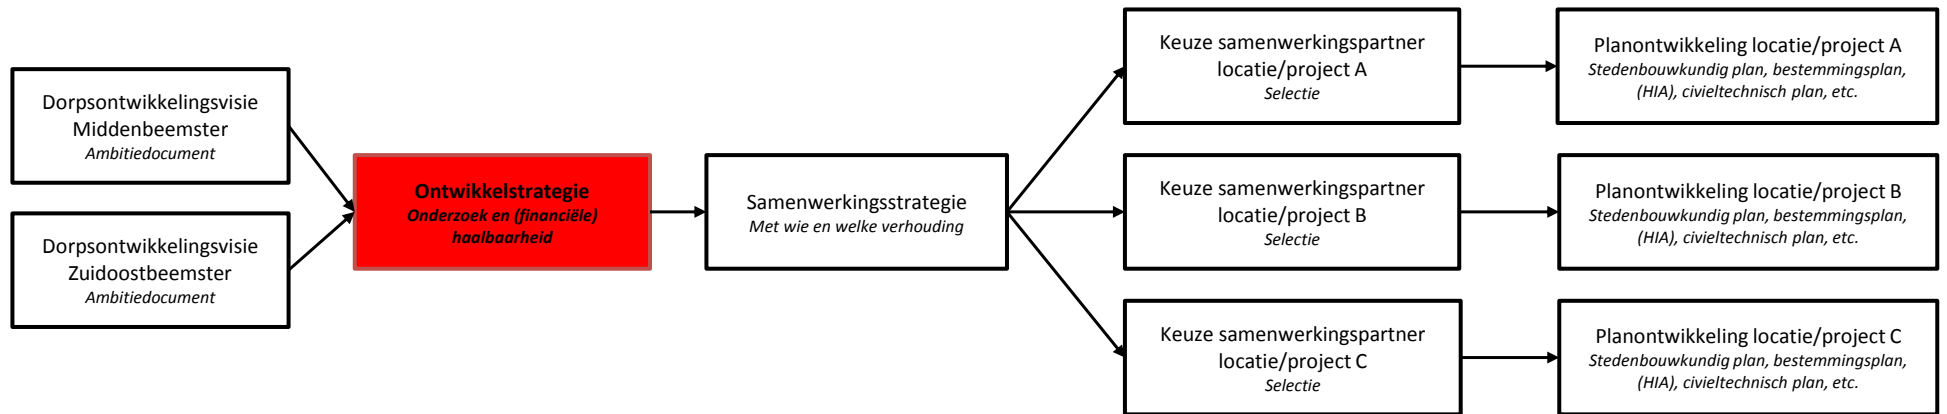 Dorpsontwikkelingsvisie
Middenbeemster
Ambitiedocument
Dorpsontwikkelingsvisie
Zuidoostbeemster
Ambitiedocument
Ontwikkelstrategie
Onderzoek en (financiële)
haalbaarheid
Samenwerkingsstrategie
Met wie en welke verhouding
Keuze samenwerkingspartner
locatie/project A
Selectie
Keuze samenwerkingspartner
locatie/project B
Selectie
Keuze samenwerkingspartner
locatie/project C
Selectie
Planontwikkeling locatie/project A
Stedenbouwkundig plan, bestemmingsplan,
(HIA), civieltechnisch plan, etc.
Planontwikkeling locatie/project B
Stedenbouwkundig plan, bestemmingsplan,
(HIA), civieltechnisch plan, etc.
Planontwikkeling locatie/project C
Stedenbouwkundig plan, bestemmingsplan,
(HIA), civieltechnisch plan, etc.